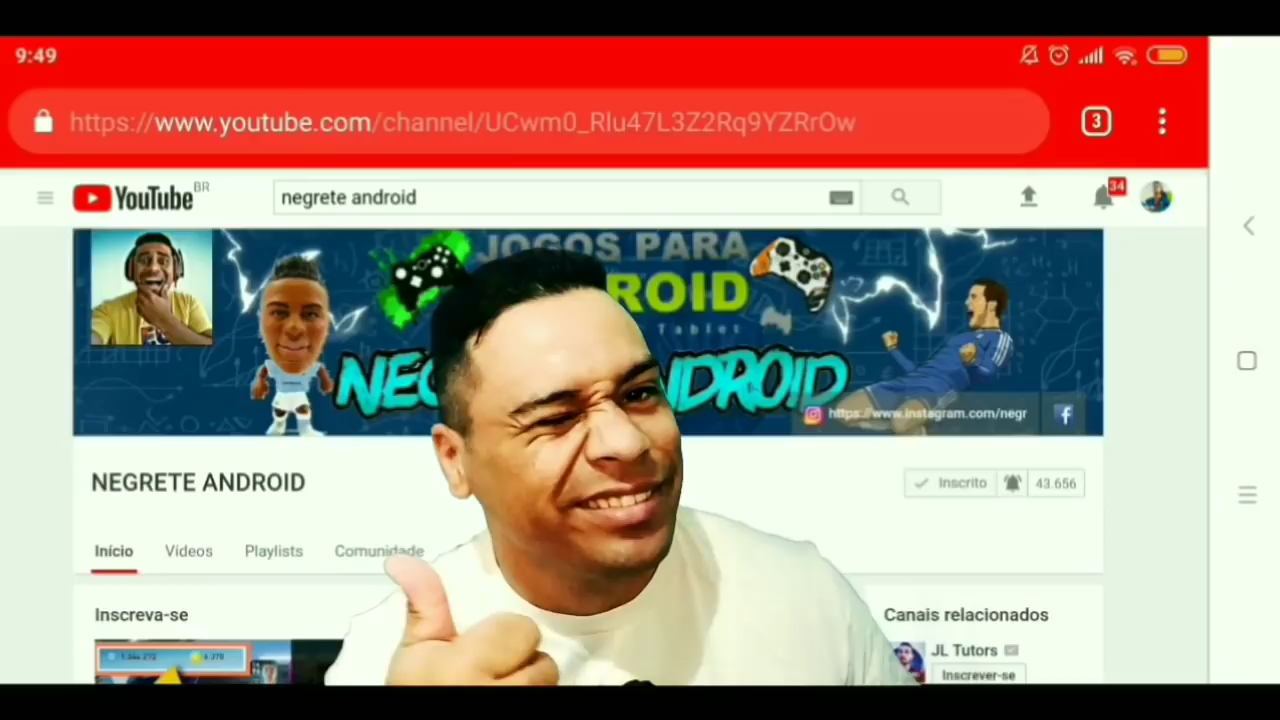 9:49
https://www.youtube.com/channel/UCwm0_Rlu47L3Z2Rq9YZRrOw
3
YouTube BR
negrete android
34
JOGOS PARA
ROID
Tablet
NEG
NDROID
https://www.instagram.com/negr
NEGRETE ANDROID
Inscrito
43.656
Início
Vídeos
Playlists
Comunidade
Inscreva-se
Canais relacionados
JL Tutors
Inscrever-se